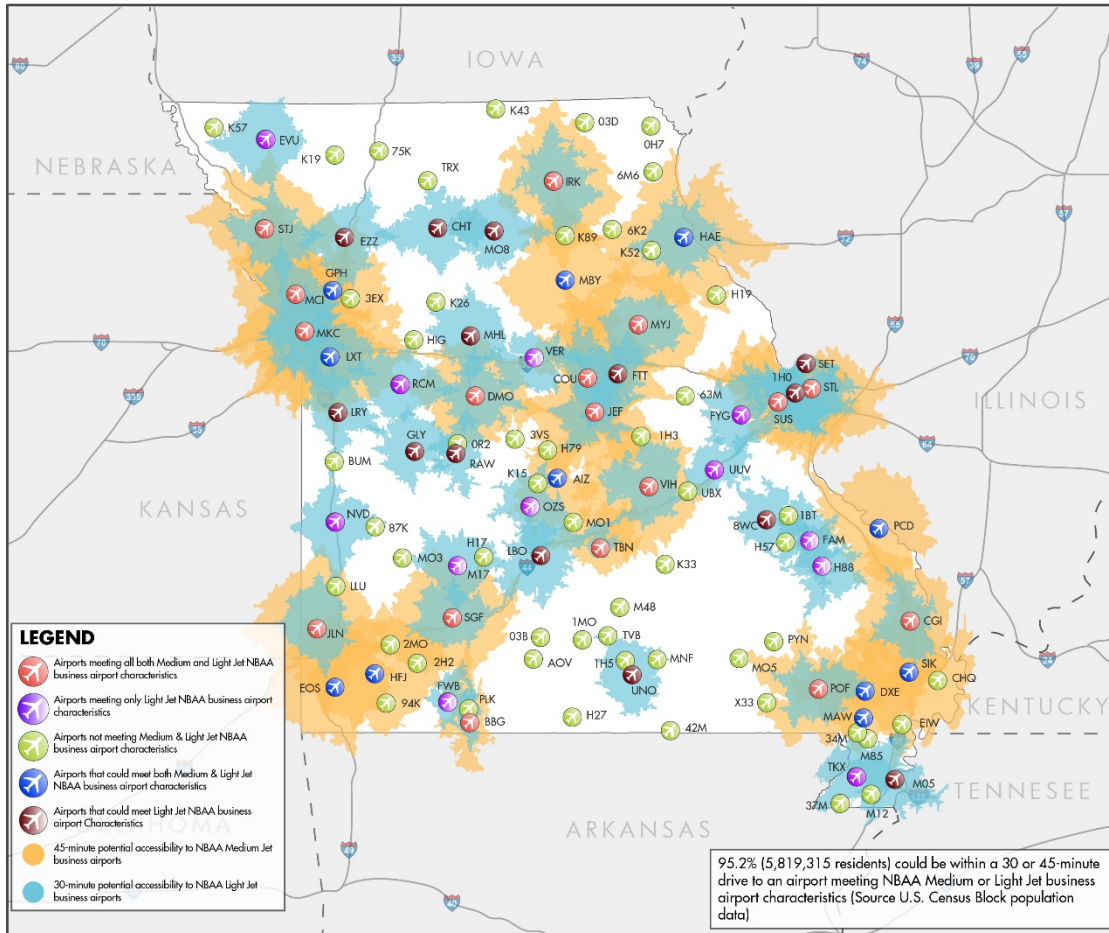 IOWA
NEBRASKA
KANSAS
ILLINOIS
KENTUCKY
TENNESSEE
ARKANSAS
OKLAHOMA
80
35
74
39
55
80
57
72
70
335
35
55
70
64
57
24
44
49
40
40
K57
EVU
K19
75K
K43
03D
0H7
TRX
IRK
6M6
STJ
EZZ
CHT
MO8
K89
6K2
K52
HAE
GPH
MCI
3EX
K26
MBY
H19
MKC
HIG
MHL
MYJ
LXT
VER
RCM
COU
FTT
SET
1H0
STL
DMO
63M
SUS
FYG
LRY
JEF
GLY
0R2
RAW
3VS
H79
1H3
BUM
K15
AIZ
VIH
UUV
UBX
NVD
OZS
8WC
1BT
PCD
87K
MO1
H57
FAM
MO3
H17
M17
LBO
TBN
K33
H88
LLU
JLN
SGF
M48
CGI
2MO
03B
1MO
TVB
PYN
2H2
AOV
1H5
MNF
MO5
SIK
EOS
HFJ
UNO
POF
DXE
CHQ
94K
FWB
PLK
BBG
H27
42M
X33
MAW
EIW
34M
M85
TKX
M05
37M
M12
LEGEND
Airports meeting all both Medium and Light Jet NBAA
business airport characteristics
Airports meeting only Light Jet NBAA business airport
characteristics
Airports not meeting Medium & Light Jet NBAA
business airport characteristics
Airports that could meet both Medium & Light Jet
NBAA business airport characteristics
Airports that could meet Light Jet NBAA business
airport Characteristics
45-minute potential accessibility to NBAA Medium Jet
business airports
30-minute potential accessibility to NBAA Light Jet
business airports
95.2% (5,819,315 residents) could be within a 30 or 45-minute
drive to an airport meeting NBAA Medium or Light Jet business
airport characteristics (Source U.S. Census Block population
data)